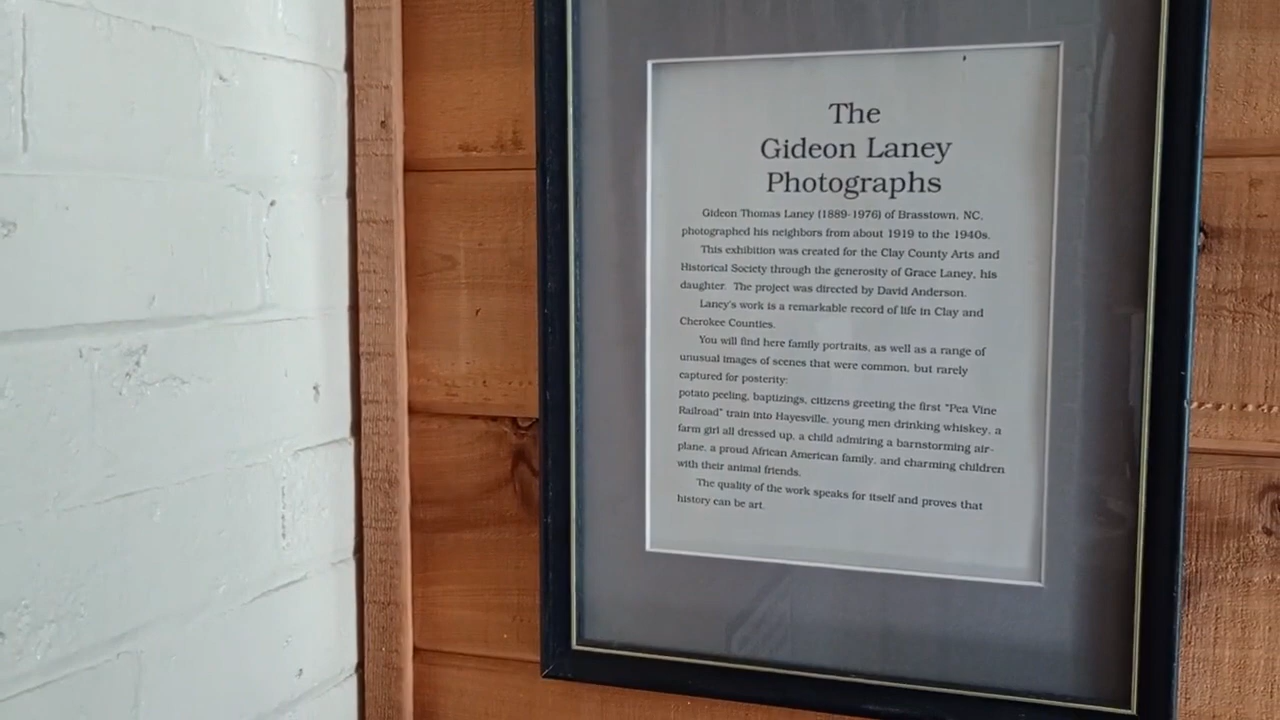 The
Gideon Laney
Photographs
Gideon Thomas Laney (1889-1976) of Brasstown, NC,
photographed his neighbors from about 1919 to the 1940s.
This exhibition was created for the Clay County Arts and
Historical Society through the generosity of Grace Laney, his
daughter. The project was directed by David Anderson.
Laney's work is a remarkable record of life in Clay and
Cherokee Counties.
You will find here family portraits, as well as a range of
unusual images of scenes that were common, but rarely
captured for posterity:
potato peeling, baptizings, citizens greeting the first "Pea Vine
Railroad" train into Hayesville, young men drinking whiskey, a
farm girl all dressed up, a child admiring a barnstorming air-
plane, a proud African American family, and charming children
with their animal friends.
The quality of the work speaks for itself and proves that
history can be art.